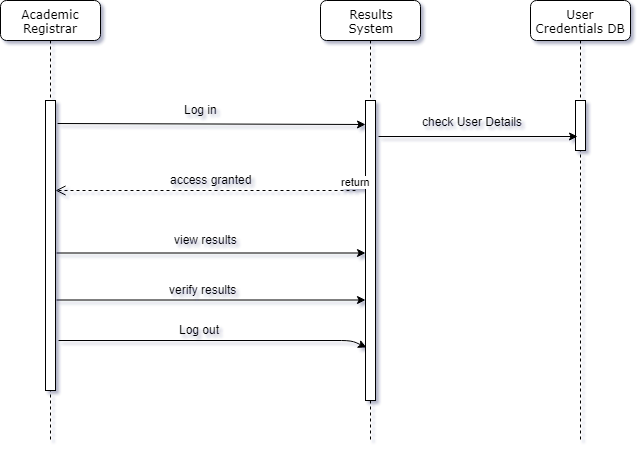 Academic
Registrar
Results
System
User
Credentials DB
Log in
check User Details
access granted
return
view results
verify results
Log out